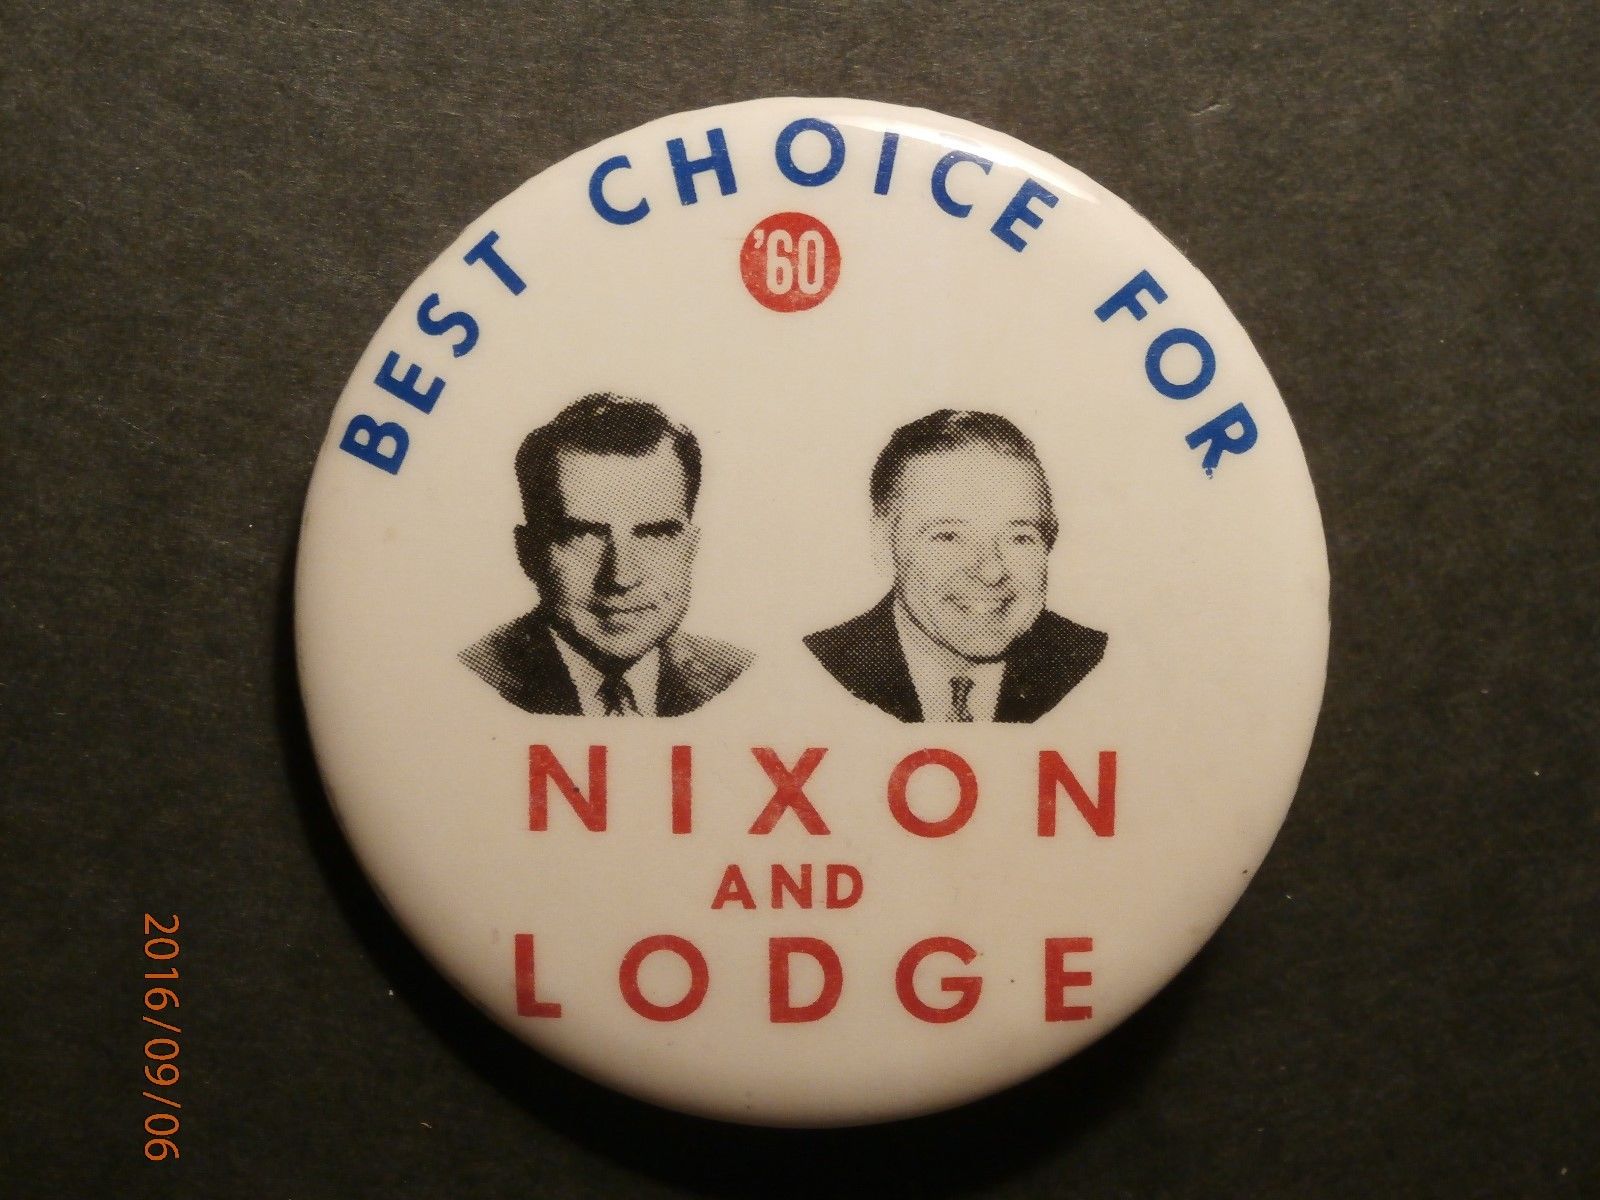 BEST CHOICE FOR
'60
NIXON
AND
LODGE
2016/09/06